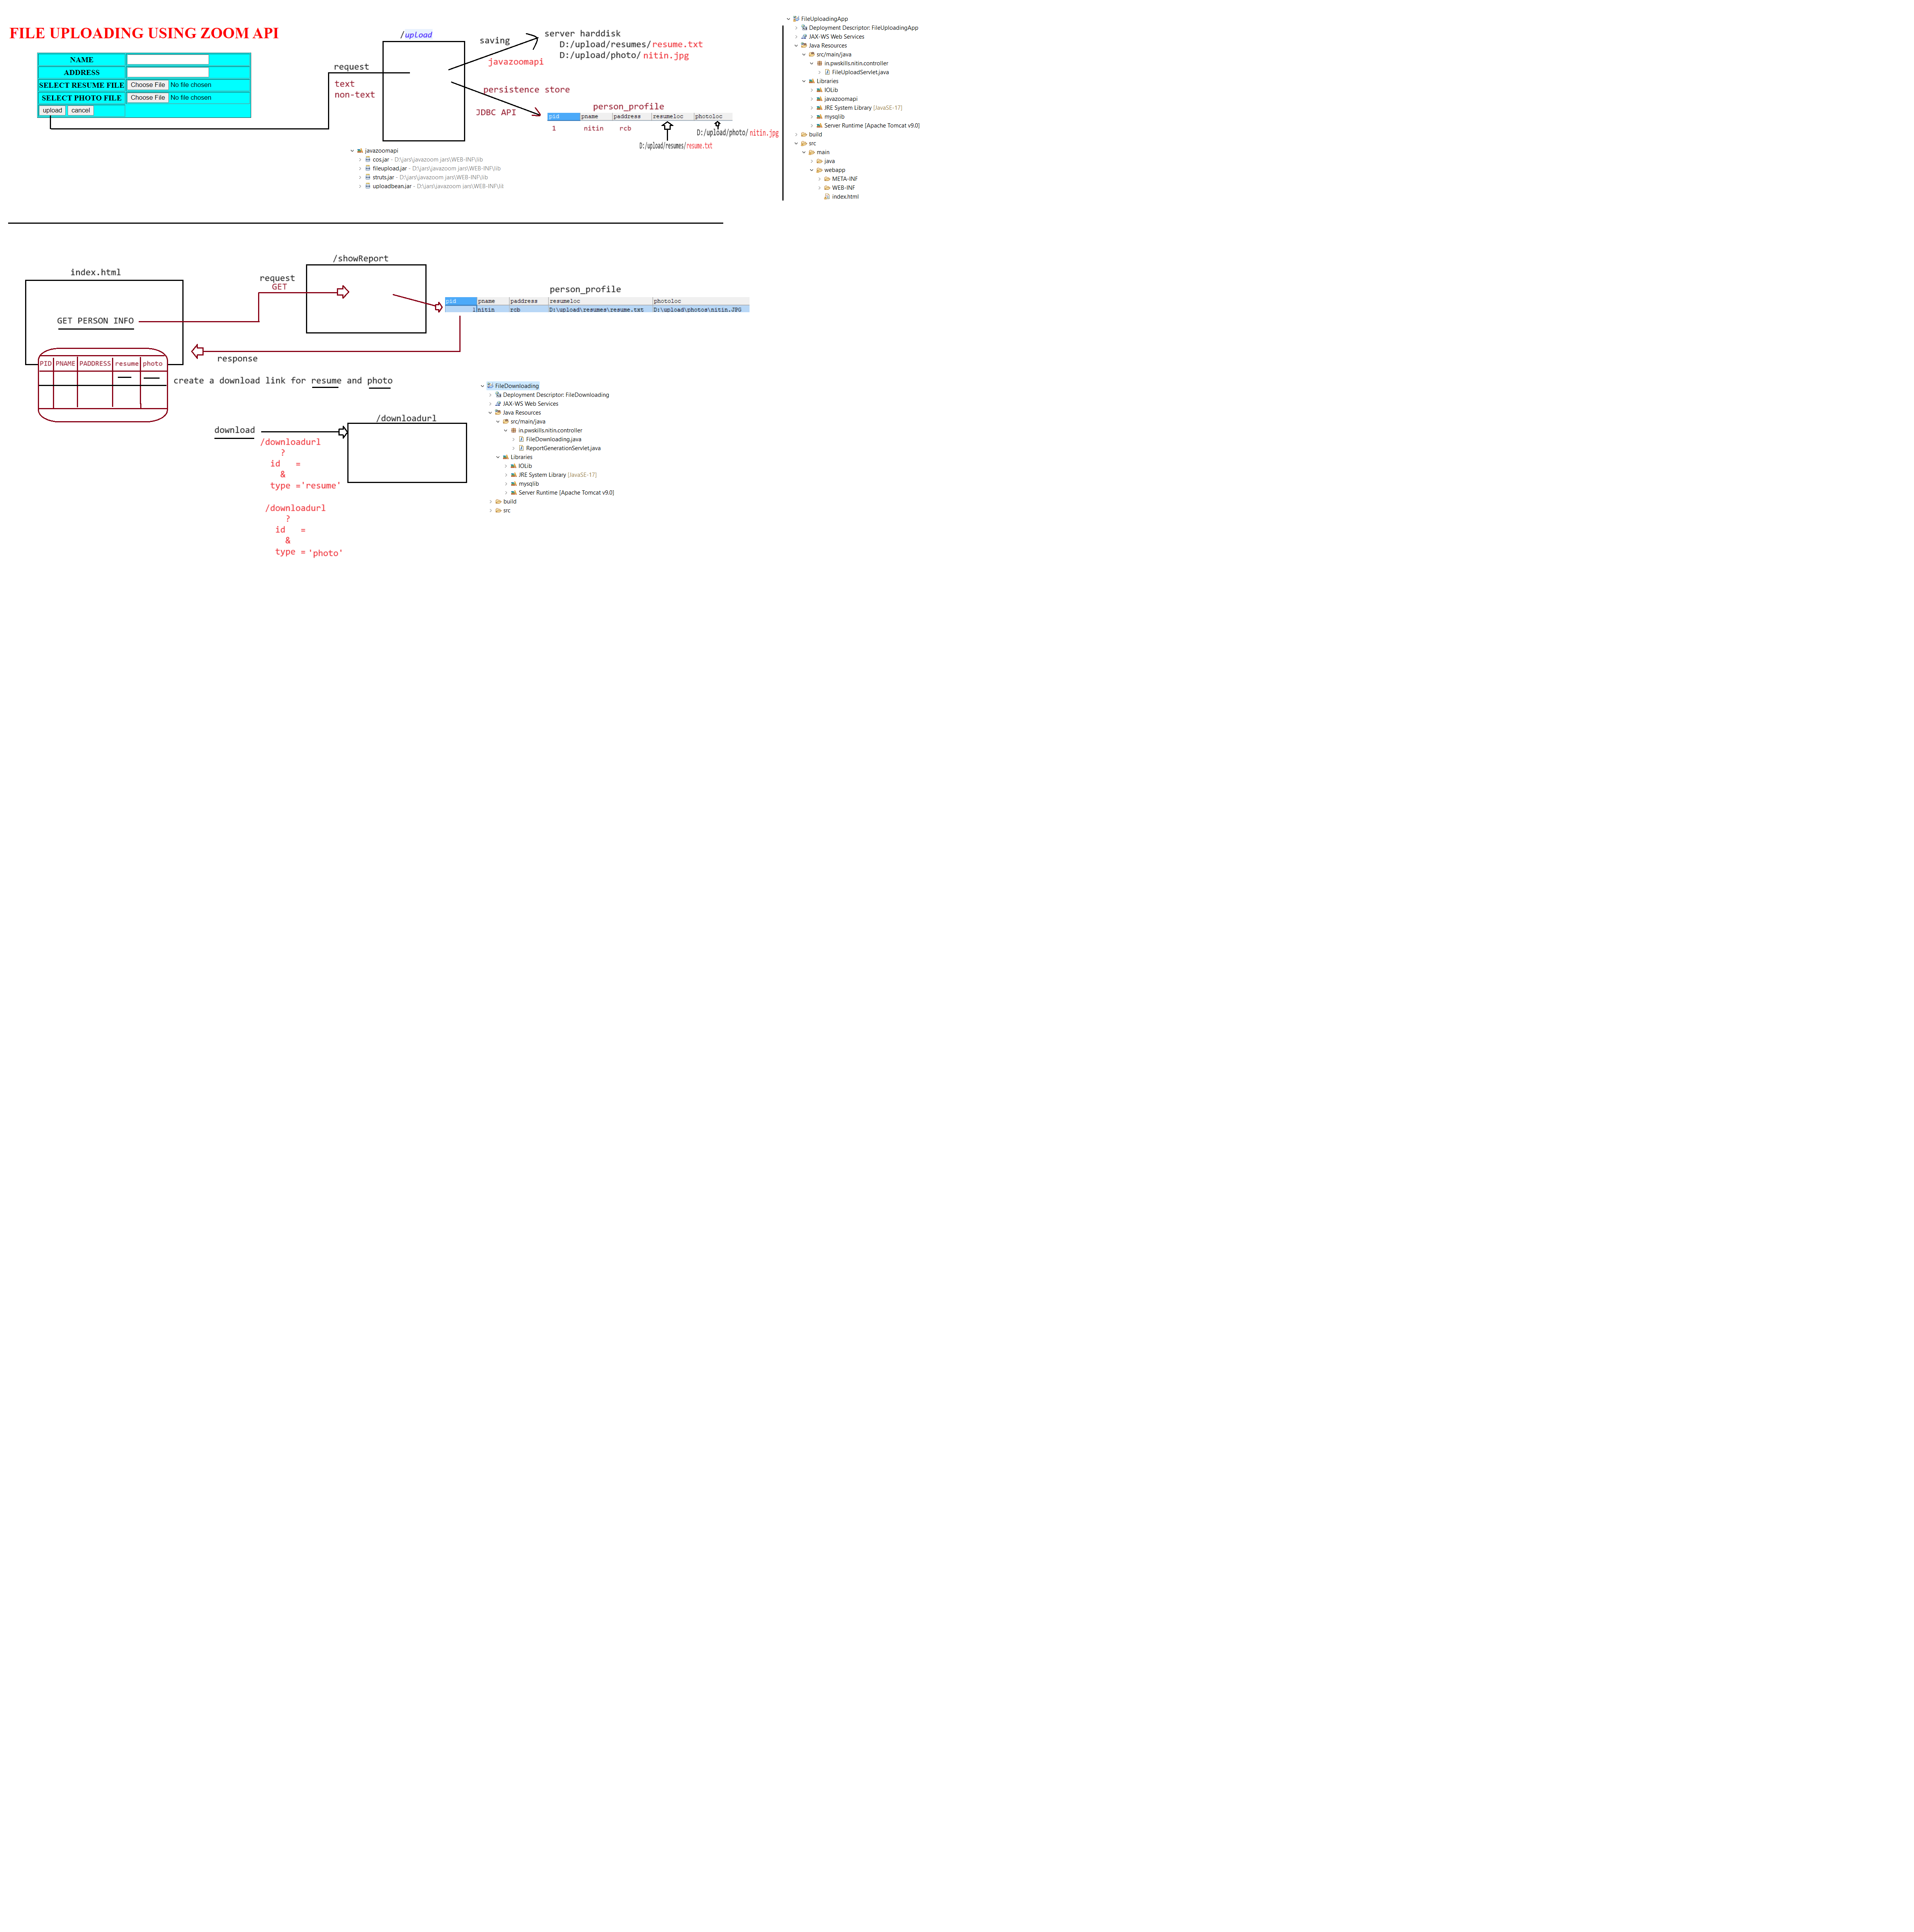 FILE UPLOADING USING ZOOM API
NAME
ADDRESS
SELECT RESUME FILE Choose File No file chosen
SELECT PHOTO FILE Choose File No file chosen
upload cancel
request
text
non-text
/upload
saving
javazoomapi
server harddisk
D:/upload/resumes/resume.txt
D:/upload/photo/nitin.jpg
persistence store
JDBC API
person_profile
pid pname paddress resumeloc photoloc
1 nitin rcb
D:/upload/photo/nitin.jpg
D:/upload/resumes/resume.txt
javazoomapi
cos.jar - D:\jars\javazoom jars\WEB-INF\lib
fileupload.jar - D:\jars\javazoom jars\WEB-INF\lib
struts.jar - D:\jars\javazoom jars\WEB-INF\lib
uploadbean.jar - D:\jars\javazoom jars\WEB-INF\lit
FileUploadingApp
Deployment Descriptor: FileUploadingApp
JAX-WS Web Services
Java Resources
src/main/java
in.pwskills.nitin.controller
FileUploadServlet.java
Libraries
IOLib
javazoomapi
JRE System Library [JavaSE-17]
mysqlib
Server Runtime [Apache Tomcat v9.0]
build
src
main
java
webapp
META-INF
WEB-INF
index.html
index.html
GET PERSON INFO
request
GET
/showReport
person_profile
pid pname paddress resumeloc photoloc
1 nitin rcb D:\upload\resumes\resume.txt D:\upload\photos\nitin.JPG
response
PID PNAME PADDRESS resume photo
create a download link for resume and photo
download
/downloadurl
/downloadurl
?
id =
&
type ='resume'
/downloadurl
?
id =
&
type = 'photo'
FileDownloading
Deployment Descriptor: FileDownloading
JAX-WS Web Services
Java Resources
src/main/java
in.pwskills.nitin.controller
FileDownloading.java
ReportGenerationServlet.java
Libraries
IOLib
JRE System Library [JavaSE-17]
mysqlib
Server Runtime [Apache Tomcat v9.0]
build
src